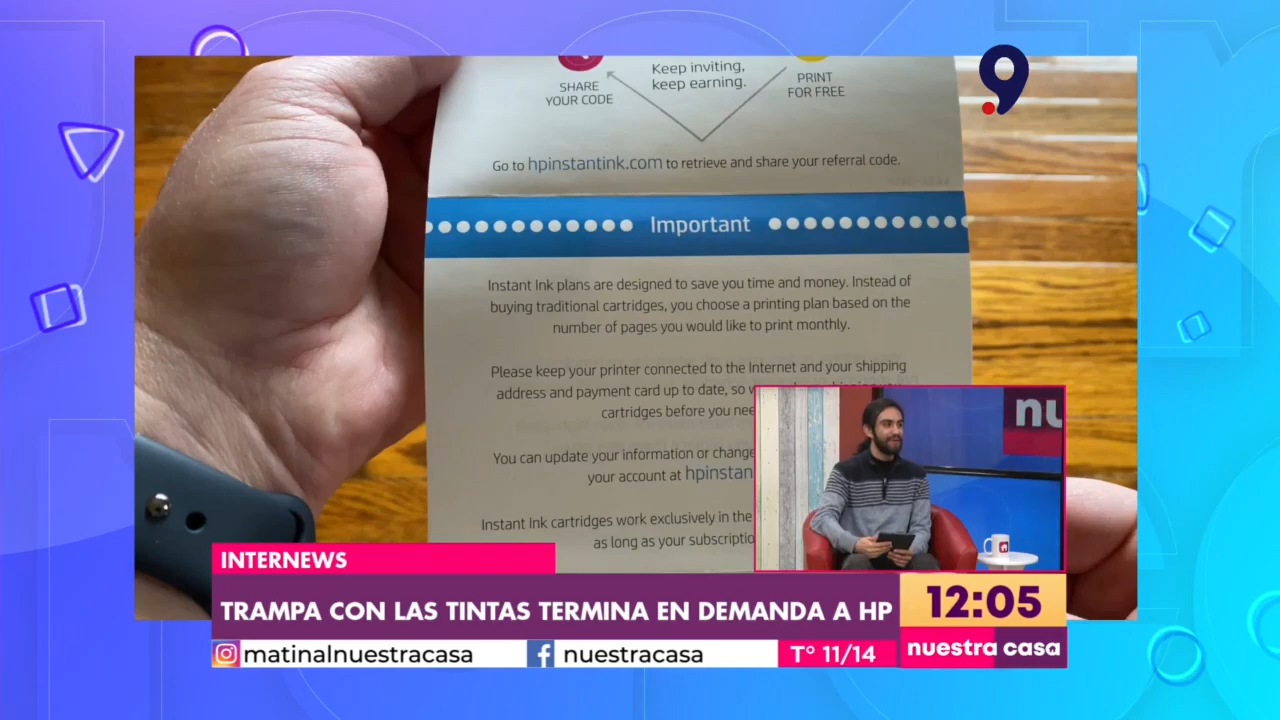 SHARE
YOUR CODE
Keep inviting,
keep earning.
PRINT
FOR FREE
9
Go to hpinstantink.com to retrieve and share your referral code.
Important
Instant Ink plans are designed to save you time and money. Instead of
buying traditional cartridges, you choose a printing plan based on the
number of pages you would like to print monthly.
Please keep your printer connected to the Internet and your shipping
address and payment card up to date, so
cartridges before you
You can update your information or change
your account at
Instant Ink cartridges work exclusively in the
as long as your
nu
INTERNEWS
TRAMPA CON LAS TINTAS TERMINA EN DEMANDA A HP
12:05
matinalnuestracasa
nuestracasa
T° 11/14
nuestra casa